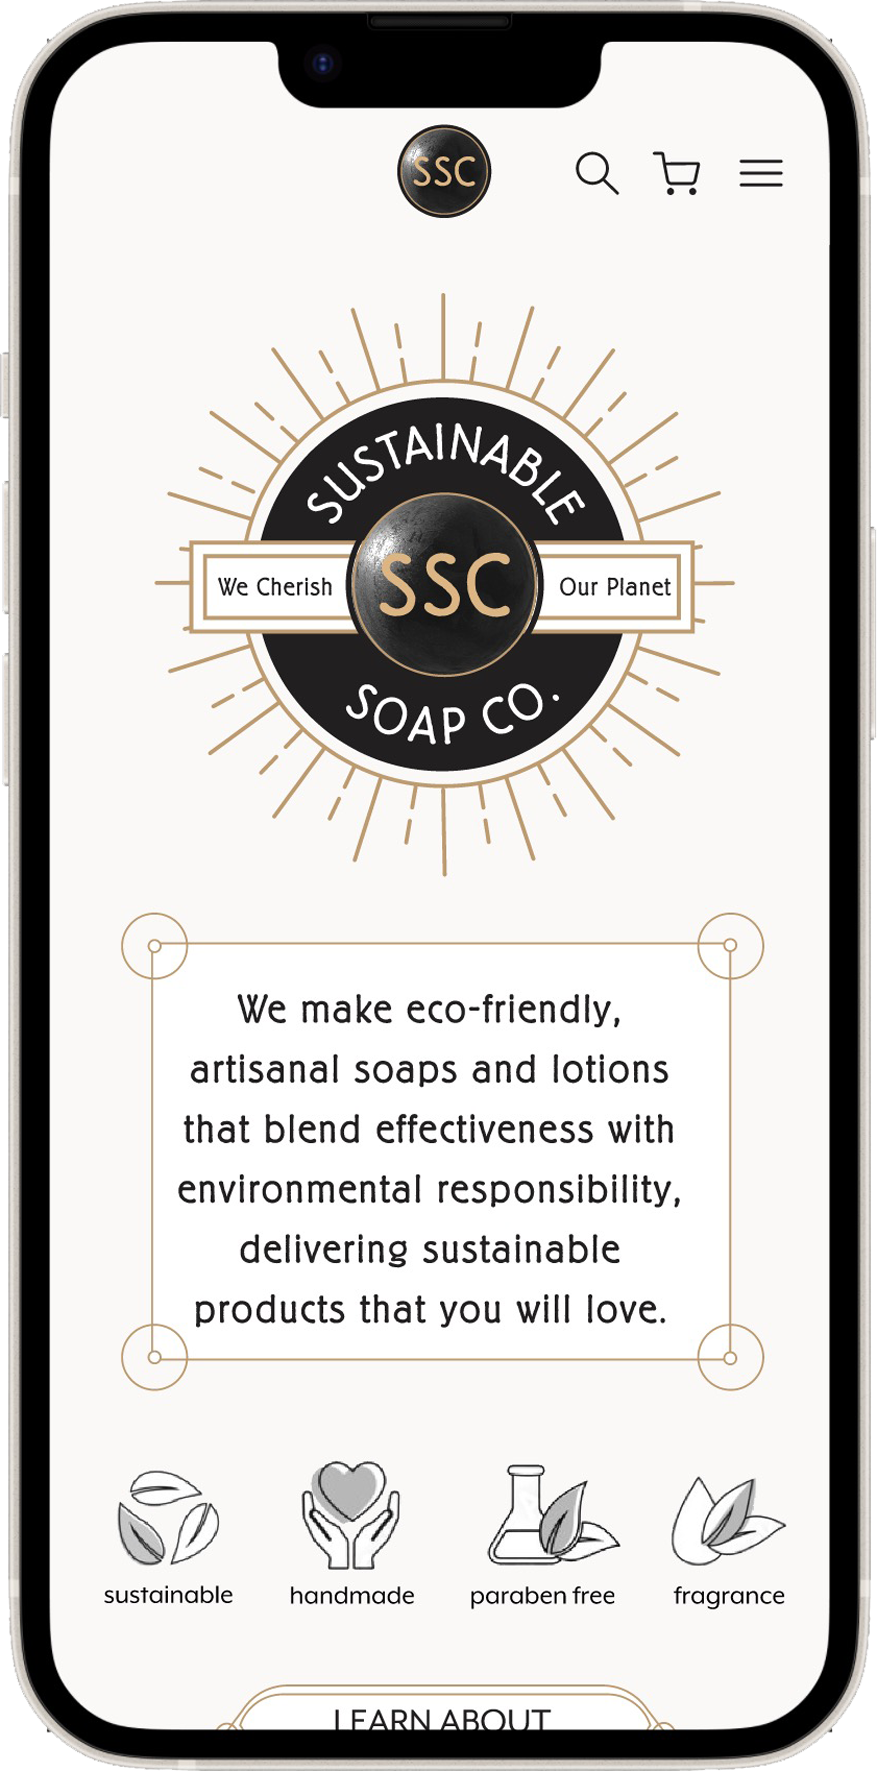 SSC
SUSTAINABLE
We Cherish SSC Our Planet
SOAP CO.
We make eco-friendly,
artisanal soaps and lotions
that blend effectiveness with
environmental responsibility,
delivering sustainable
products that you will love.
sustainable handmade paraben free fragrance
LEARN ABOUT